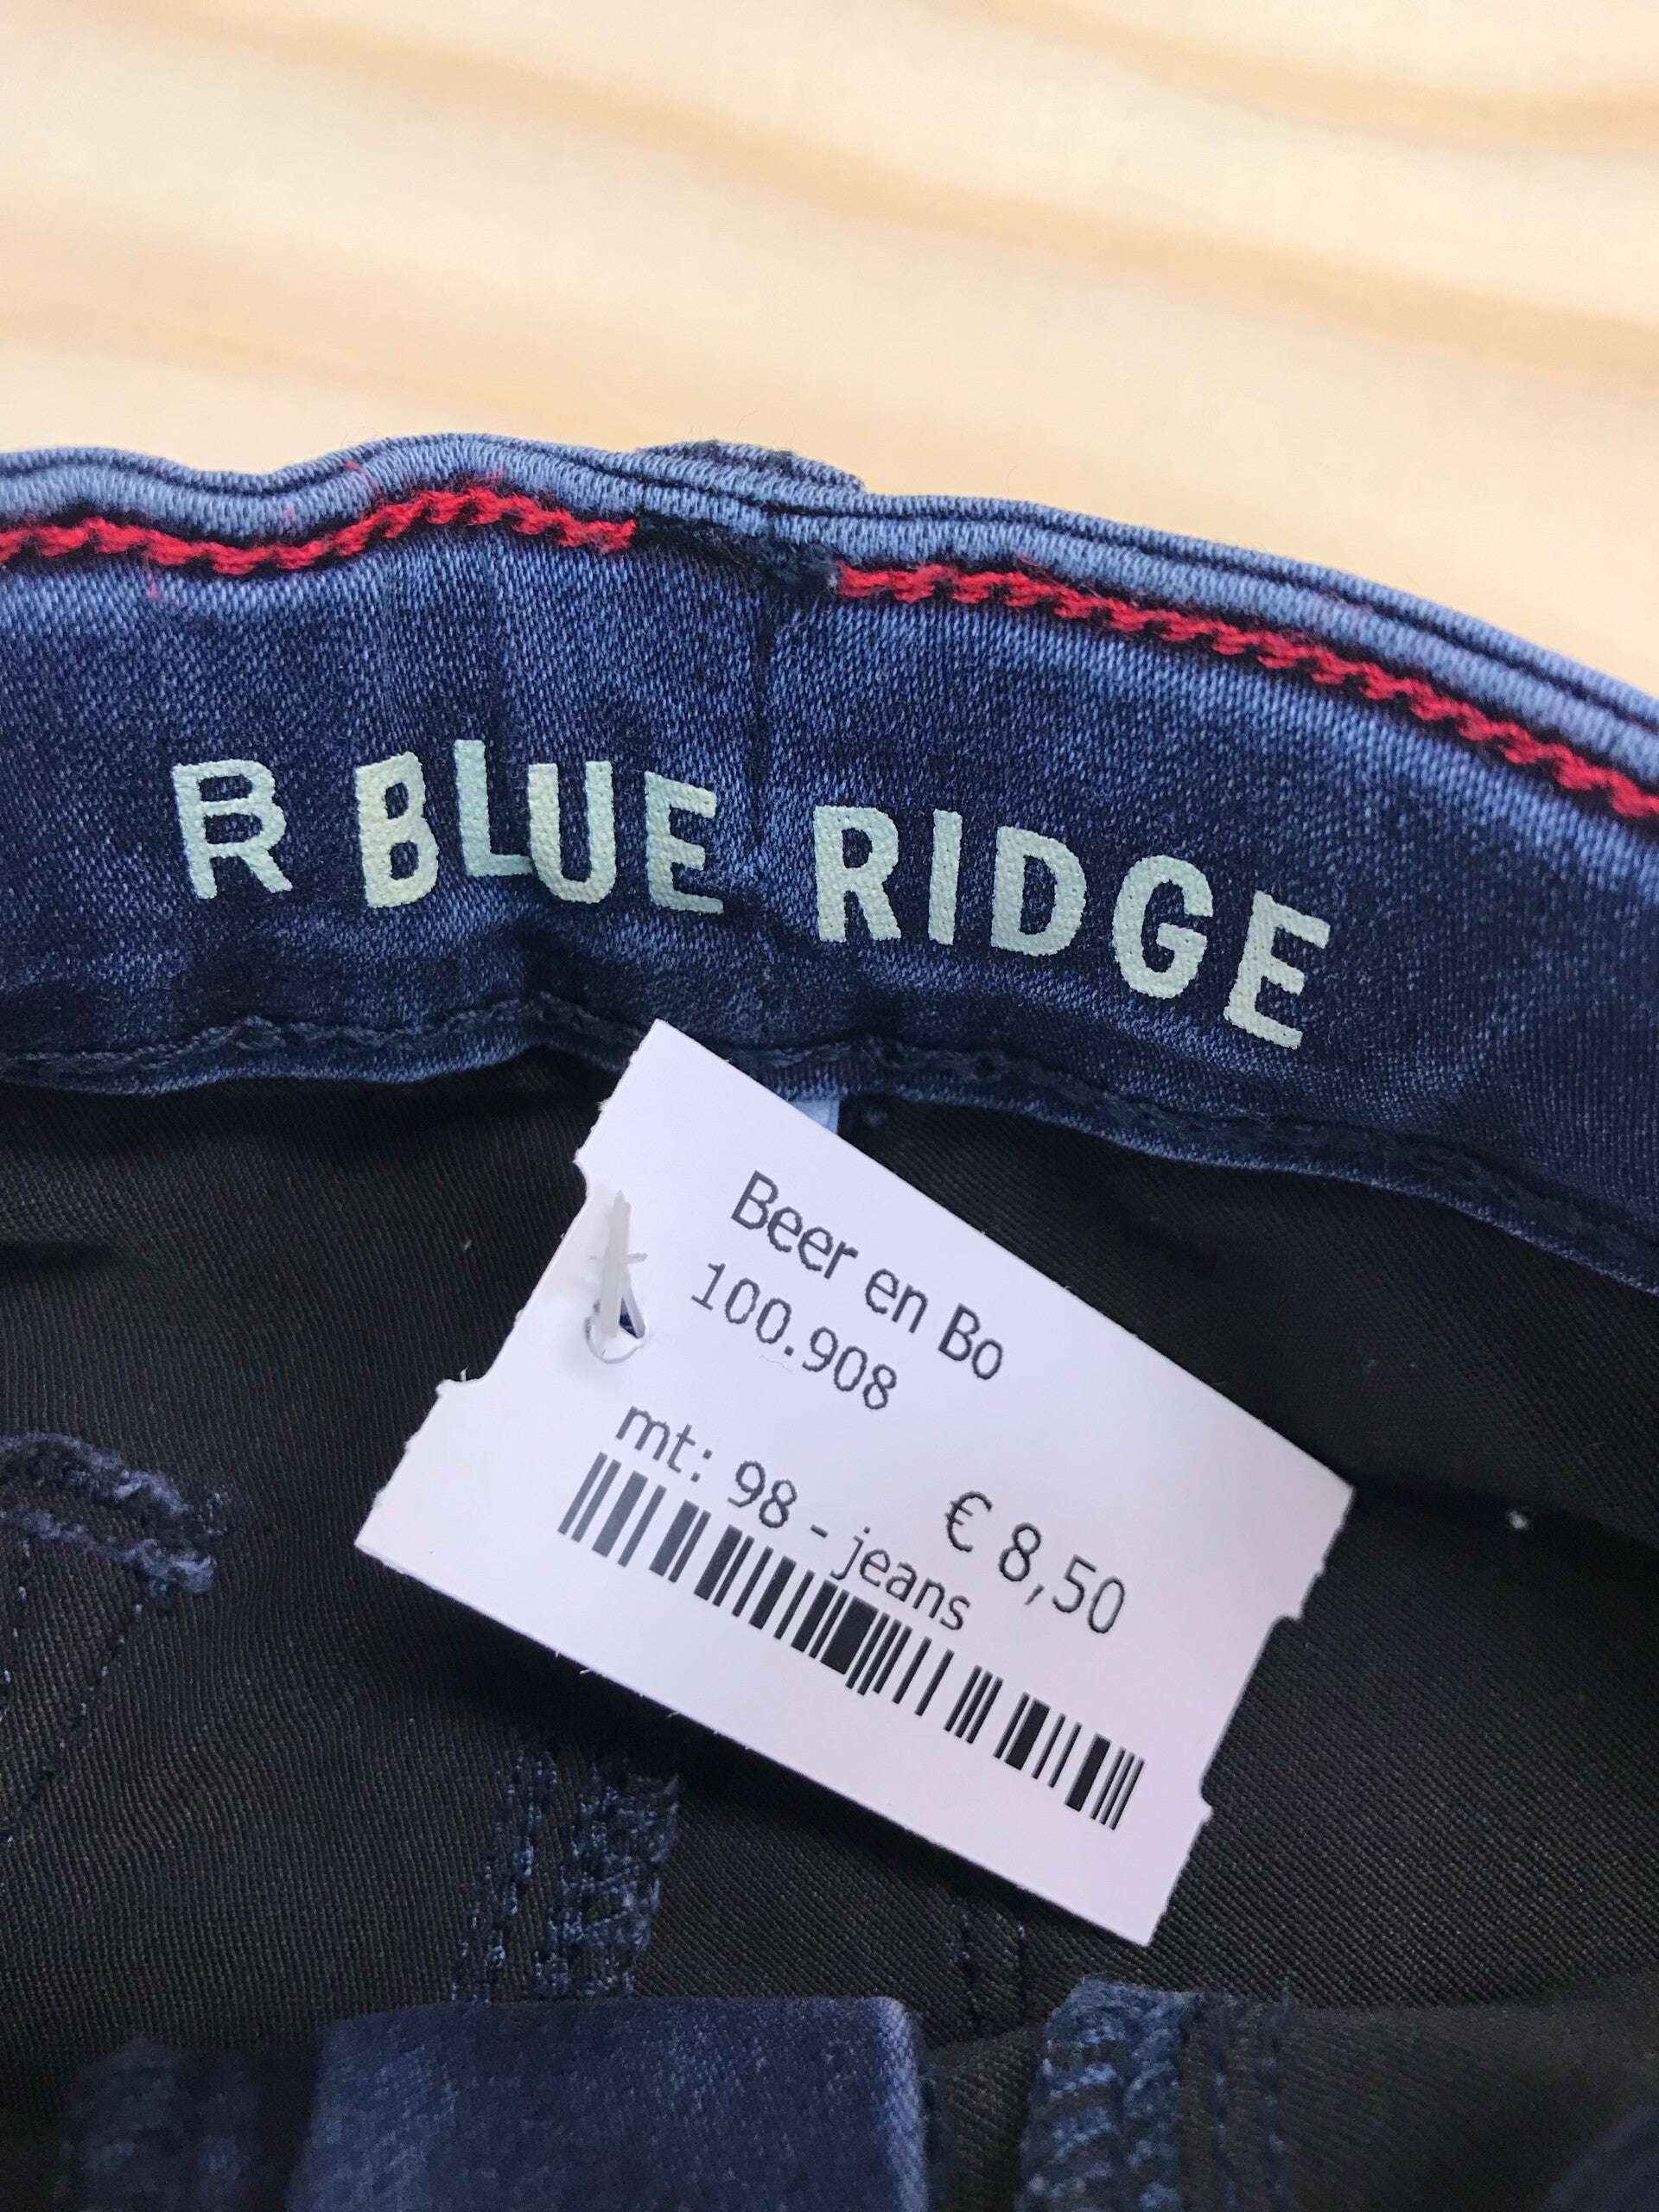 R BLUE RIDGE
Beer en Bo
100.908
€ 8,50
mt: 98 - jeans